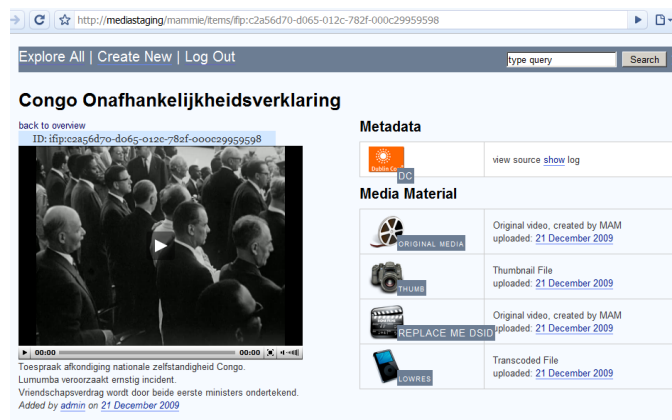 http://mediastaging/mammie/items/ifip:c2a56d70-d065-012c-782f-000c29959598
Explore All | Create New | Log Out
type query
Search
Congo Onafhankelijkheidsverklaring
back to overview
ID: ifip:c2a56d70-d065-012c-782f-000c29959598
00:00
00:00
Toespraak afkondiging nationale zelfstandigheid Congo.
Lumumba veroorzaakt ernstig incident.
Vriendschapsverdrag wordt door beide eerste ministers ondertekend.
Added by admin on 21 December 2009
Metadata
Dublin Co
DC
view source show log
Media Material
ORIGINAL MEDIA
Original video, created by MAM
uploaded: 21 December 2009
THUMB
Thumbnail File
uploaded: 21 December 2009
REPLACE ME DSID
Original video, created by MAM
uploaded: 21 December 2009
LOWRES
Transcoded File
uploaded: 21 December 2009